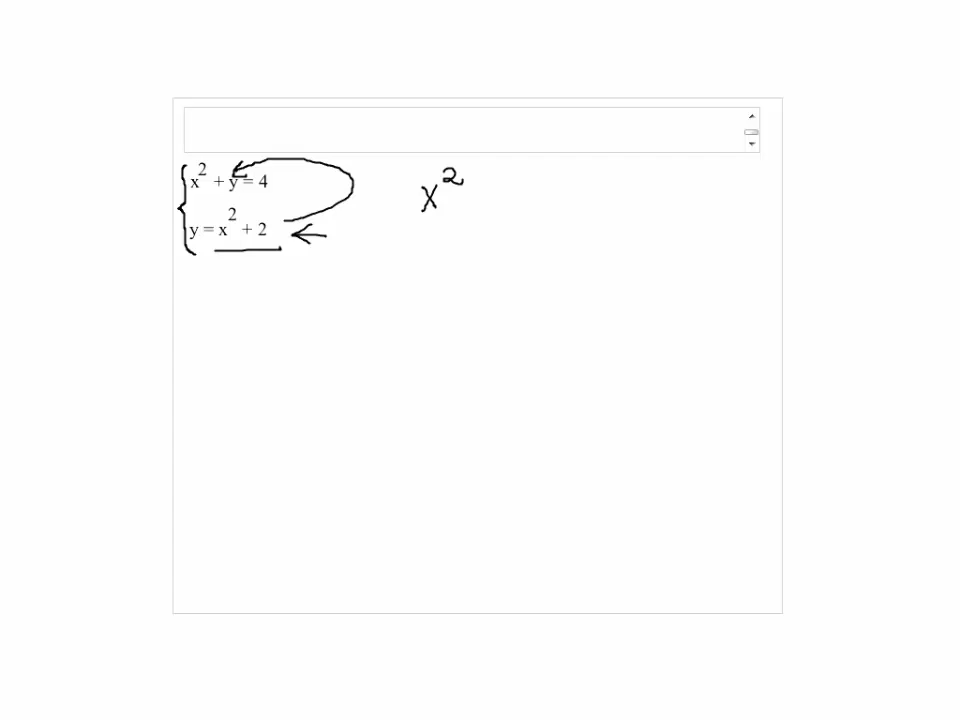 x² + y = 4
y = x² + 2
x²